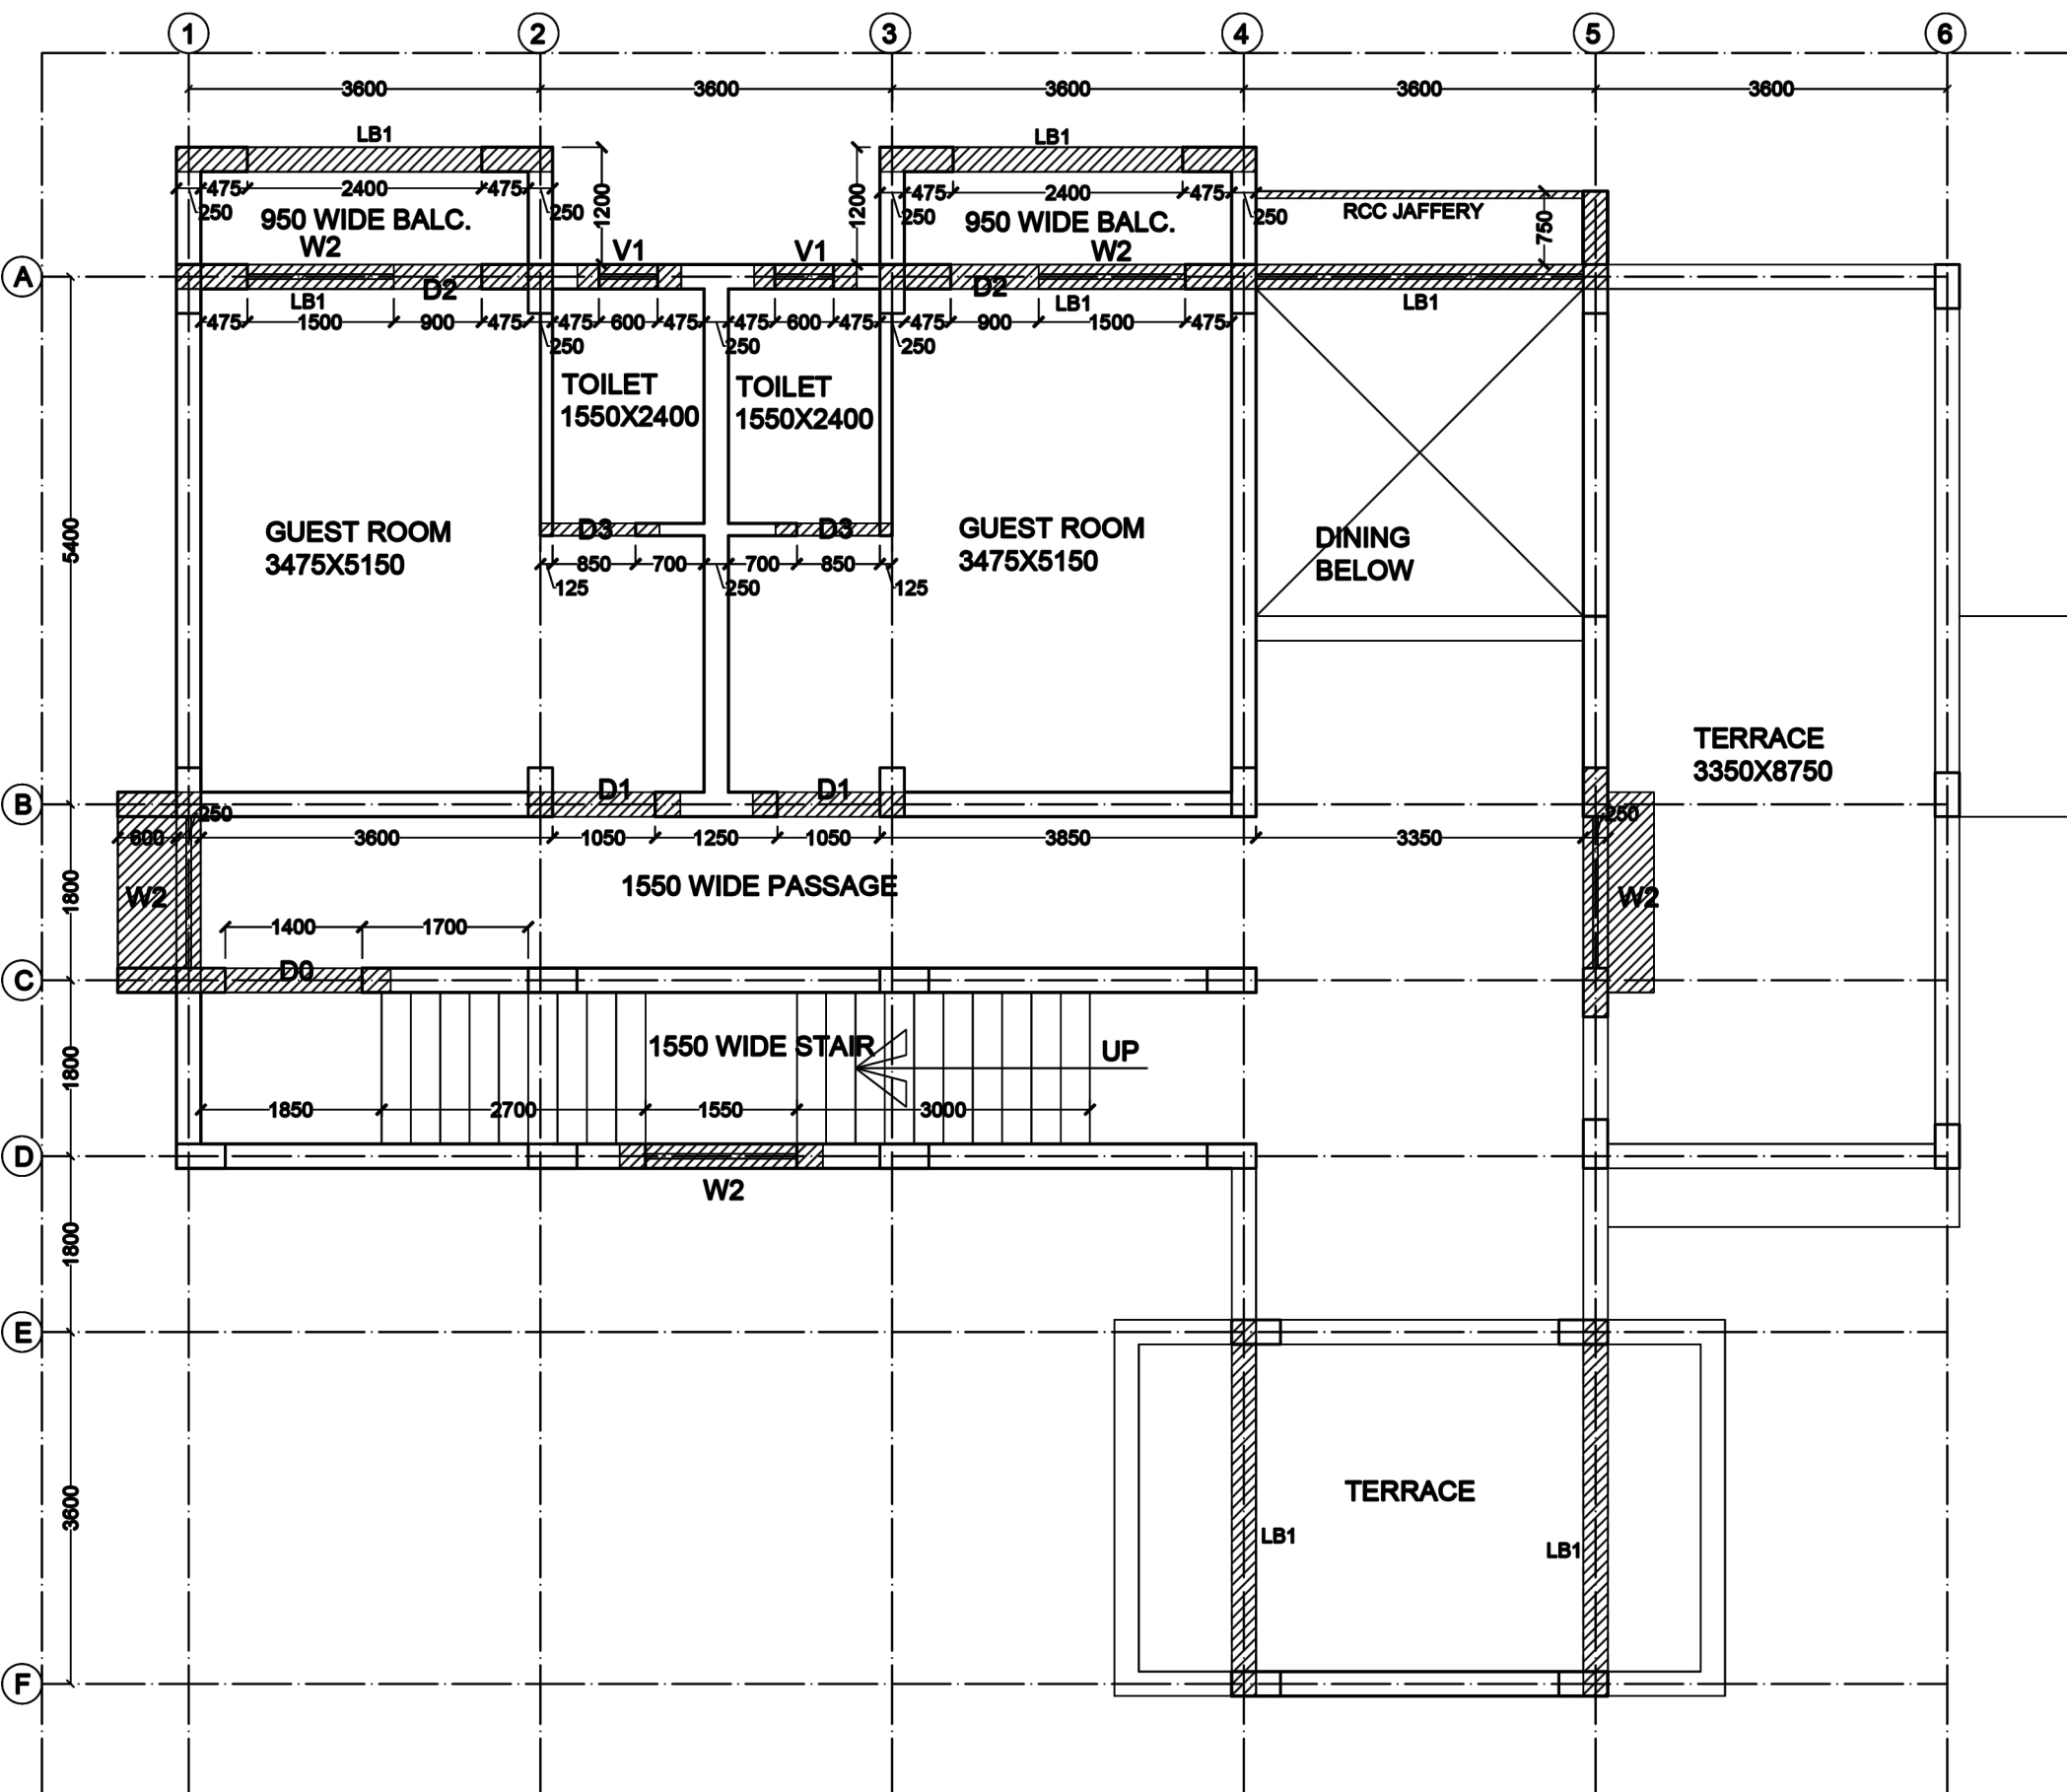 1 2 3 4 5 6
3600 3600 3600 3600 3600
LB1 LB1
475 2400 475 1200 1200 475 2400 475
250 250 250 250
RCC JAFFERY 750
950 WIDE BALC. 950 WIDE BALC.
W2 V1 V1 W2
A
LB1 D2 D2 LB1 LB1
475 1500 900 475 475 600 475 475 600 475 475 900 1500 475
250 250 250
TOILET TOILET
1550X2400 1550X2400
5400
GUEST ROOM D3 D3 GUEST ROOM DINING
3475X5150 3475X5150 BELOW
850 700 700 850
125 250 125
TERRACE
3350X8750
D1 D1
B
250 250
600 3600 1050 1250 1050 3850 3350
1800
1550 WIDE PASSAGE
W2 W2
1400 1700
C D0
1550 WIDE STAIR UP
1800
1850 2700 1550 3000
D
W2
1800
E
3600
TERRACE
LB1 LB1
F